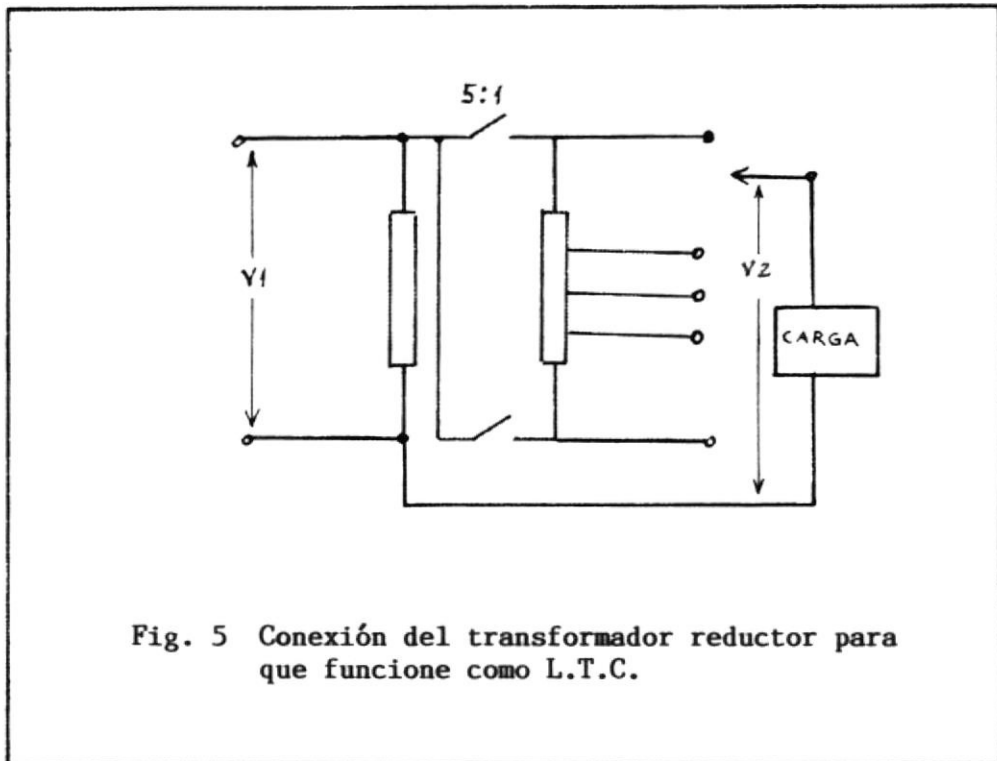 5:1
V1
V2
CARGA
Fig. 5 Conexión del transformador reductor para
que funcione como L.T.C.